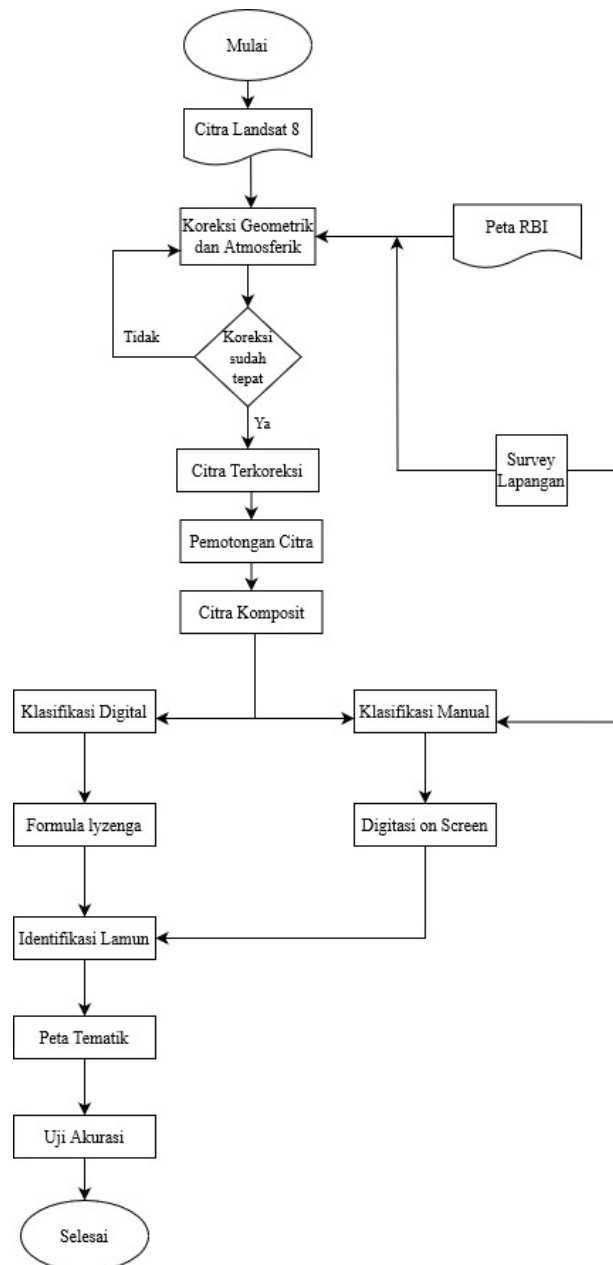 Mulai
Citra Landsat 8
Koreksi Geometrik
dan Atmosferik
Peta RBI
Tidak
Koreksi
sudah
tepat
Ya
Survey
Lapangan
Citra Terkoreksi
Pemotongan Citra
Citra Komposit
Klasifikasi Digital
Klasifikasi Manual
Formula lyzenga
Digitasi on Screen
Identifikasi Lamun
Peta Tematik
Uji Akurasi
Selesai